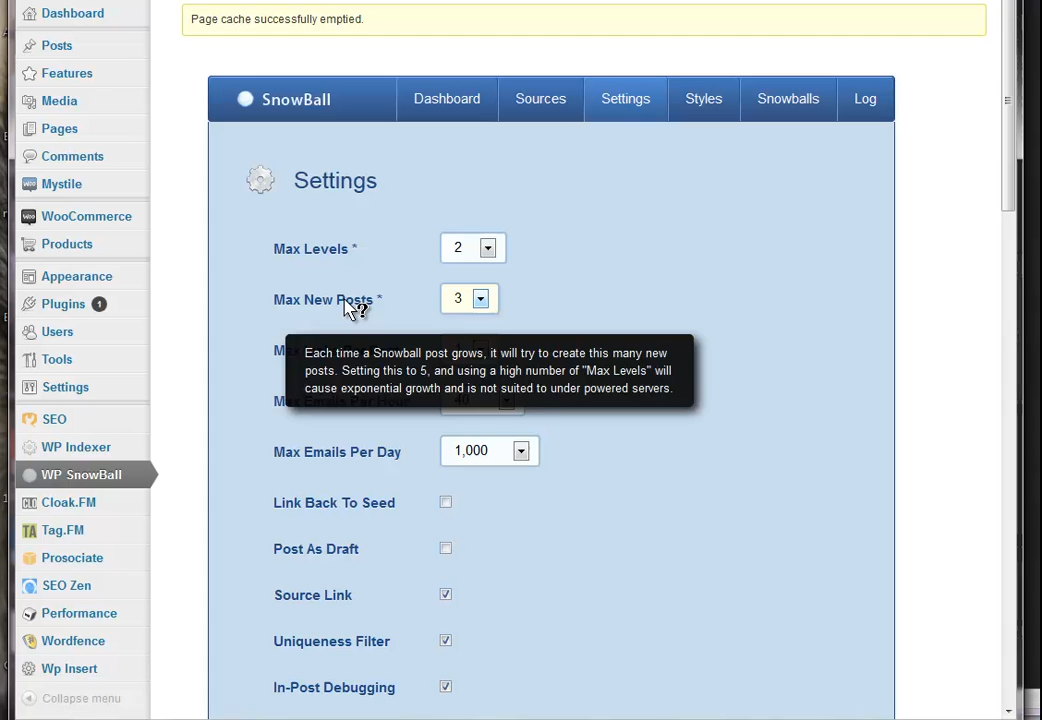 Dashboard
Posts
Features
Media
Pages
Comments
Mystile
WooCommerce
Products
Appearance
Plugins 1
Users
Tools
Settings
SEO
WP Indexer
WP SnowBall
Cloak.FM
Tag.FM
Prosociate
SEO Zen
Performance
Wordfence
Wp Insert
Collapse menu
Page cache successfully emptied.
SnowBall
Dashboard
Sources
Settings
Styles
Snowballs
Log
Settings
Max Levels * 2
Max New Posts * 3
Each time a Snowball post grows, it will try to create this many new
posts. Setting this to 5, and using a high number of "Max Levels" will
cause exponential growth and is not suited to under powered servers.
Max Emails Per Hour 40
Max Emails Per Day 1,000
Link Back To Seed
Post As Draft
Source Link
Uniqueness Filter
In-Post Debugging